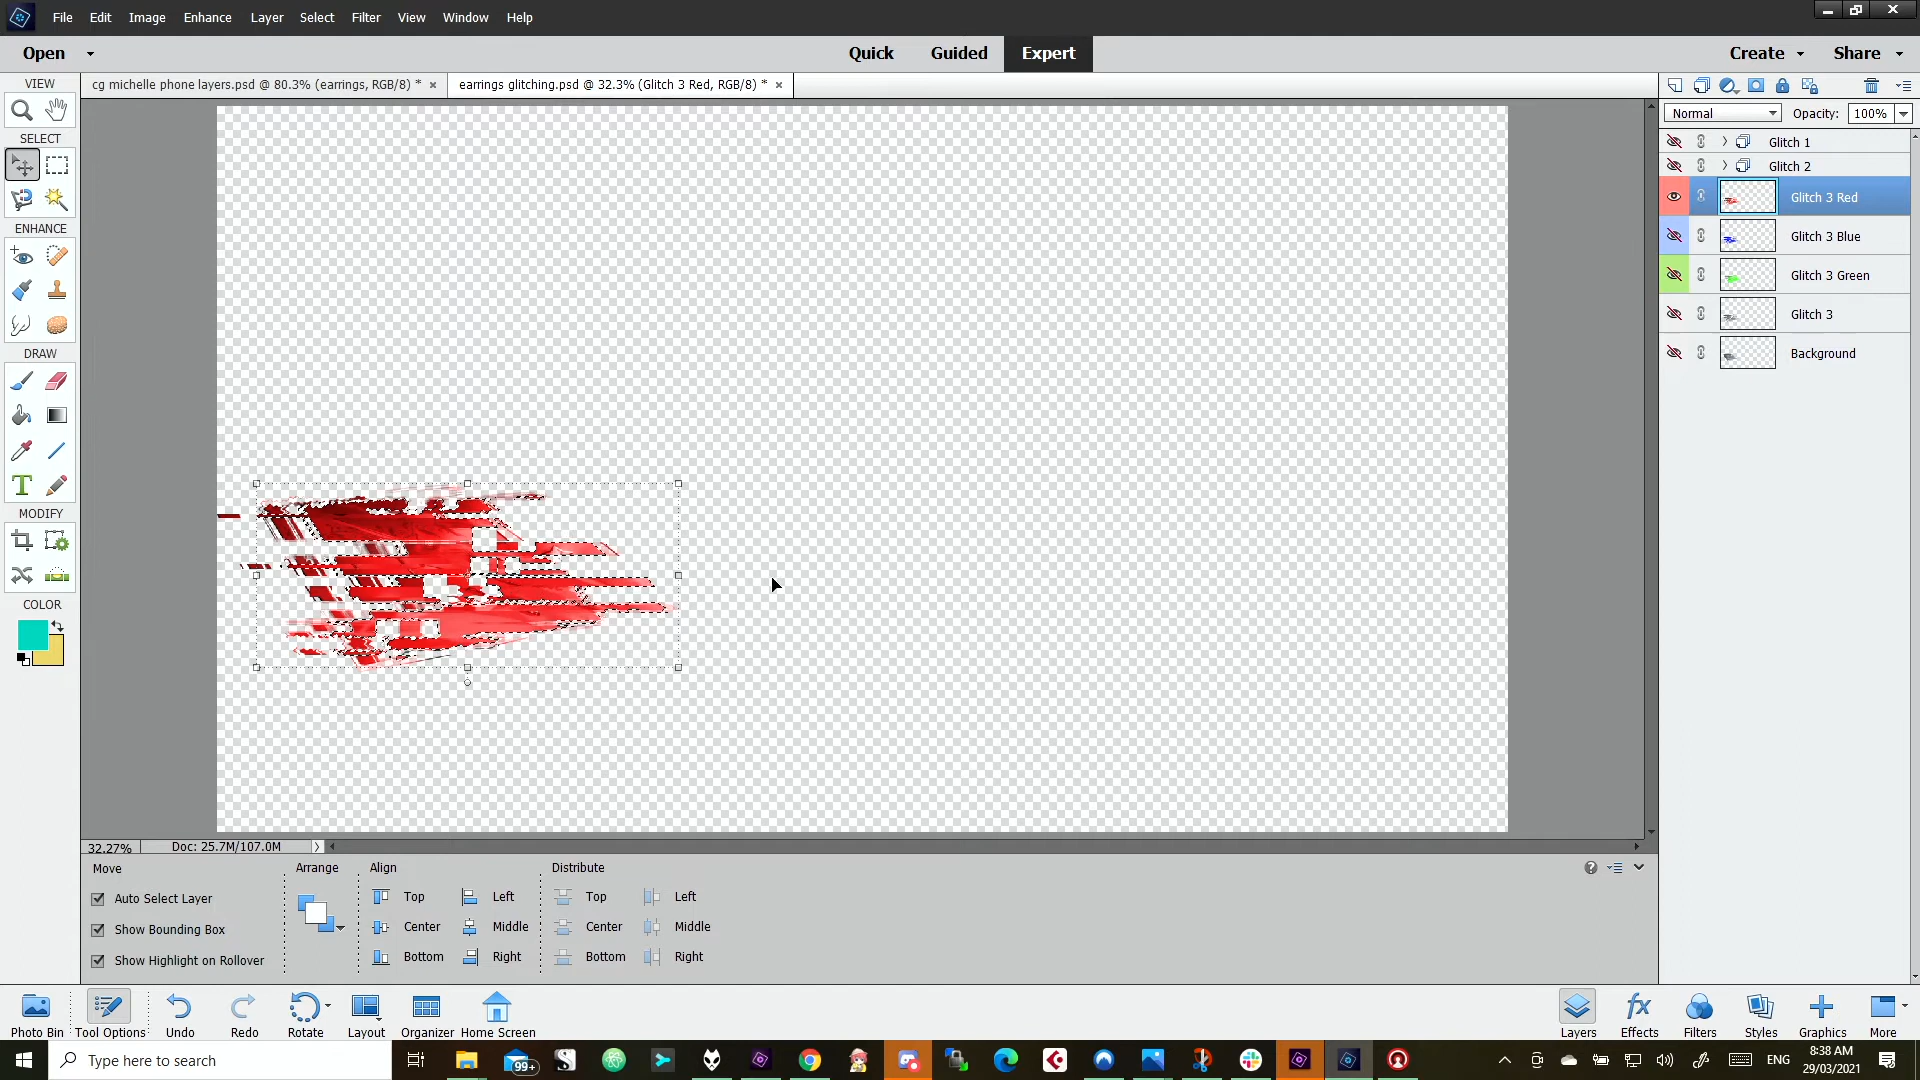 File Edit Image Enhance Layer Select Filter View Window Help
Open Quick Guided Expert Create Share
VIEW
cg michelle phone layers.psd @ 80.3% (earrings, RGB/8) * × earrings glitching.psd @ 32.3% (Glitch 3 Red, RGB/8) * ×
Normal Opacity: 100%
SELECT
Glitch 1
Glitch 2
Glitch 3 Red
ENHANCE
Glitch 3 Blue
Glitch 3 Green
Glitch 3
DRAW
Background
MODIFY
COLOR
32.27% Doc: 25.7M/107.0M
Move Arrange Align Distribute
Auto Select Layer Top Left Top Left
Show Bounding Box Center Middle Center Middle
Show Highlight on Rollover Bottom Right Bottom Right
Photo Bin Tool Options Undo Redo Rotate Layout Organizer Home Screen Layers Effects Filters Styles Graphics More
Type here to search 99+ ENG 8:38 AM
29/03/2021